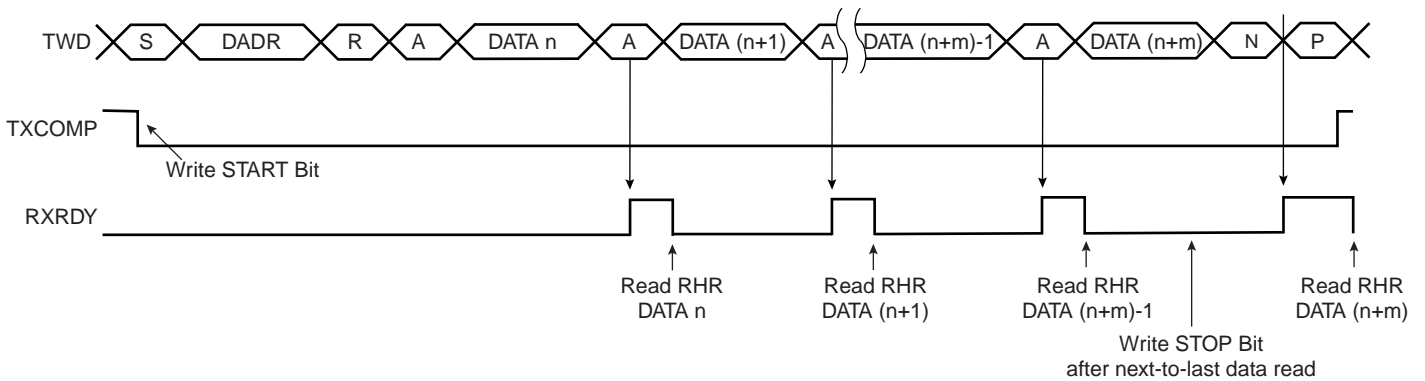 TWD S DADR R A DATA n A DATA (n+1) A DATA (n+m)-1 A DATA (n+m) N P
TXCOMP
Write START Bit
RXRDY
Read RHR
DATA n
Read RHR
DATA (n+1)
Read RHR
DATA (n+m)-1
Read RHR
DATA (n+m)
Write STOP Bit
after next-to-last data read